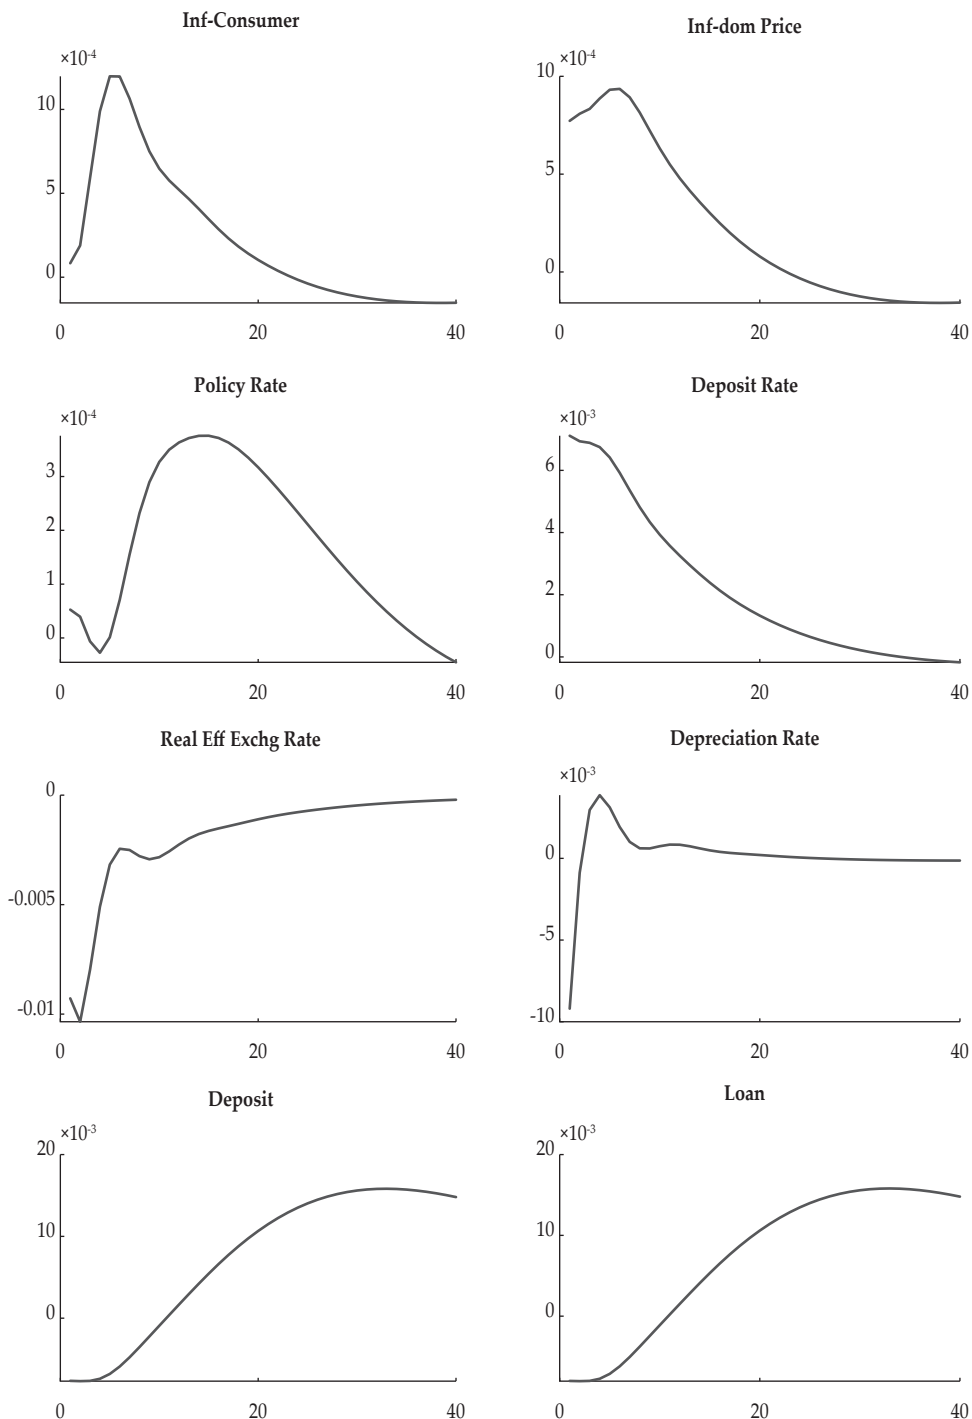 Inf-Consumer
×10-4
10
5
0
0 20 40
Inf-dom Price
10 ×10-4
5
0
0 20 40
Policy Rate
×10-4
3
2
1
0
0 20 40
Deposit Rate
×10-3
6
4
2
0
0 20 40
Real Eff Exchg Rate
0
-0.005
-0.01
0 20 40
Depreciation Rate
×10-3
0
-5
-10
0 20 40
Deposit
20 ×10-3
10
0
0 20 40
Loan
20 ×10-3
10
0
0 20 40